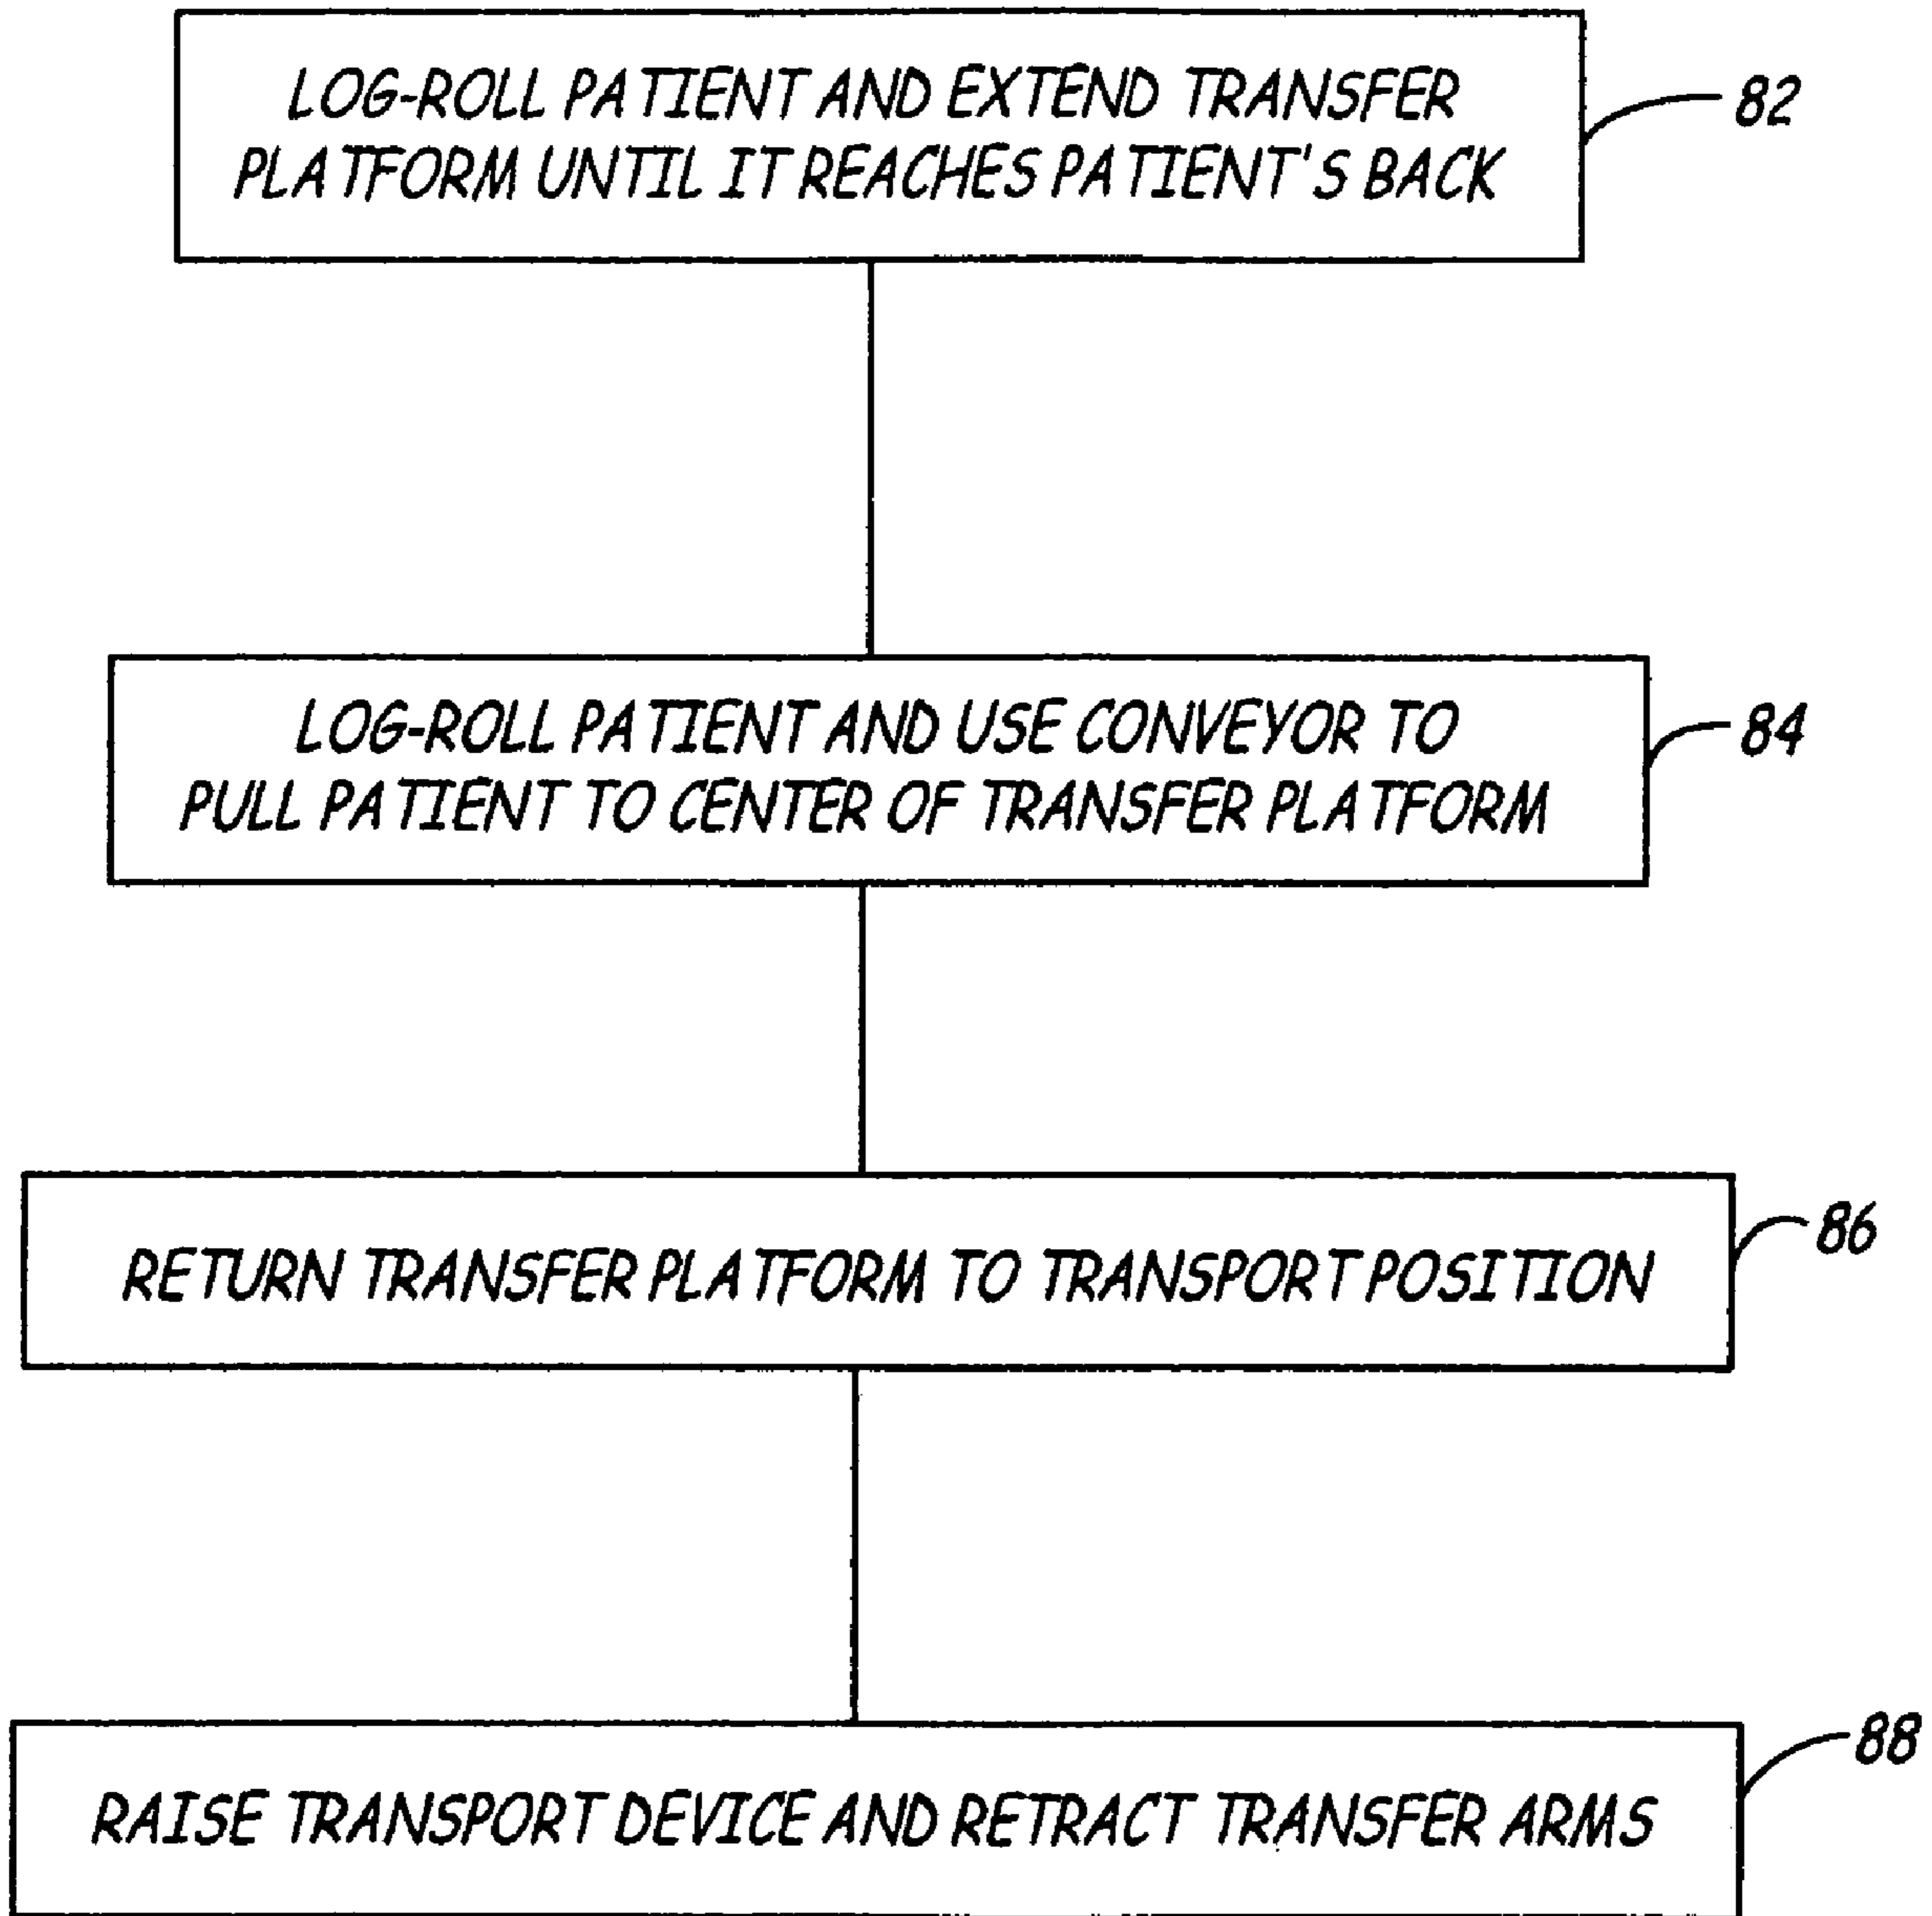 LOG-ROLL PATIENT AND EXTEND TRANSFER
PLATFORM UNTIL IT REACHES PATIENT'S BACK
82
LOG-ROLL PATIENT AND USE CONVEYOR TO
PULL PATIENT TO CENTER OF TRANSFER PLATFORM
84
RETURN TRANSFER PLATFORM TO TRANSPORT POSITION
86
RAISE TRANSPORT DEVICE AND RETRACT TRANSFER ARMS
88